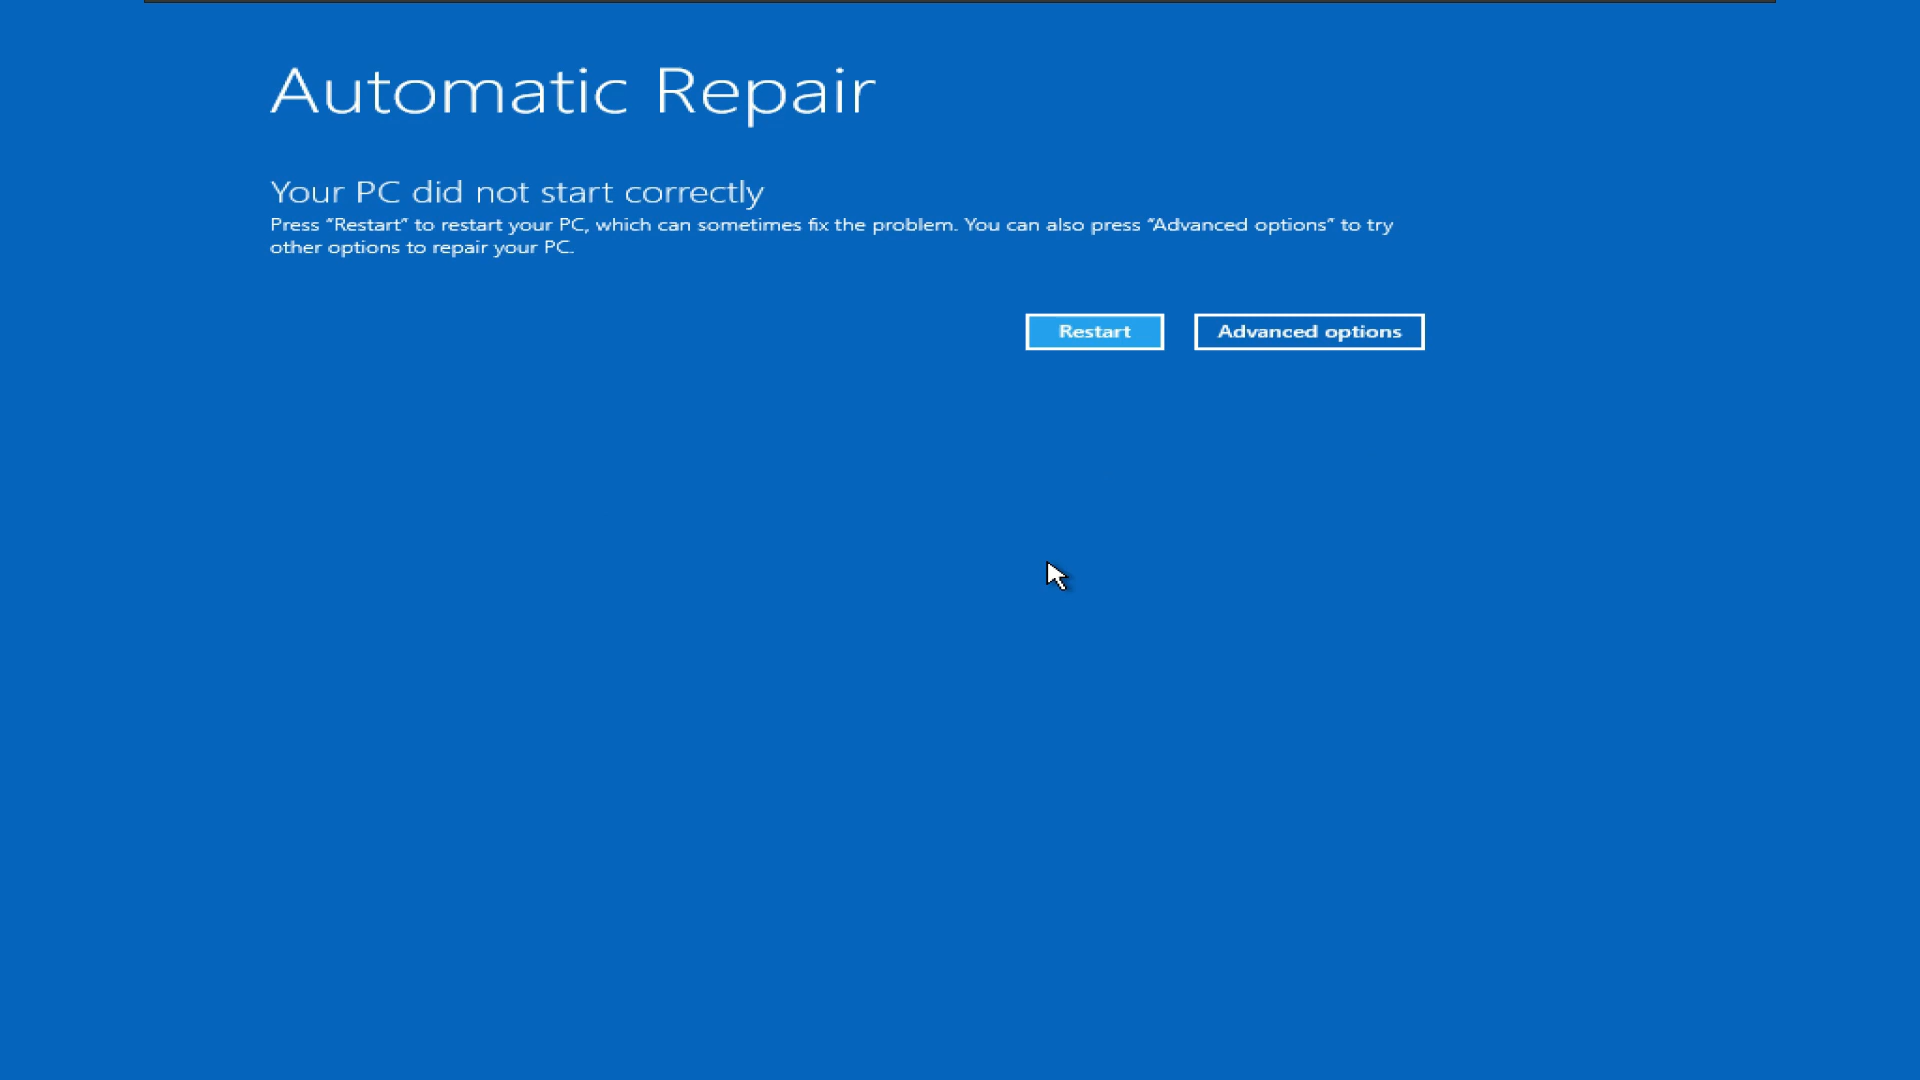 Automatic Repair
Your PC did not start correctly
Press “Restart” to restart your PC, which can sometimes fix the problem. You can also press “Advanced options” to try
other options to repair your PC.
Restart
Advanced options